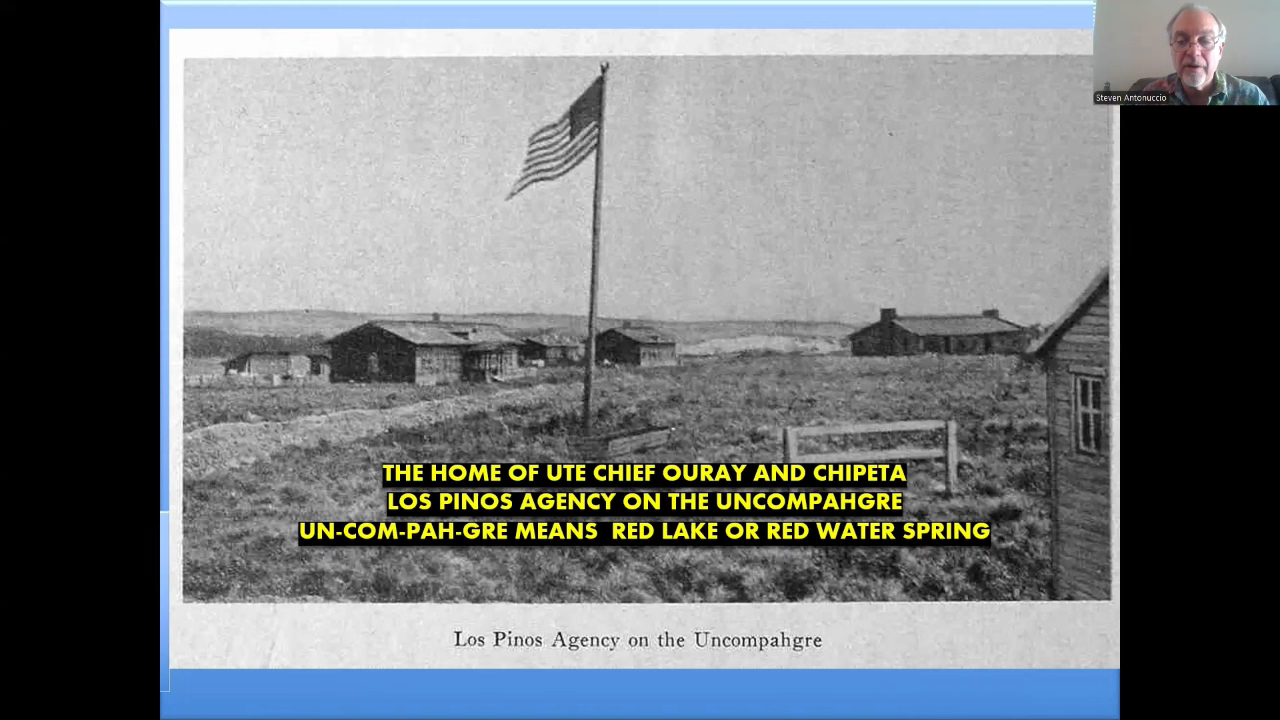 Steven Antonuccio
THE HOME OF UTE CHIEF OURAY AND CHIPETA
LOS PINOS AGENCY ON THE UNCOMPAHGRE
UN-COM-PAH-GRE MEANS RED LAKE OR RED WATER SPRING
Los Pinos Agency on the Uncompahgre